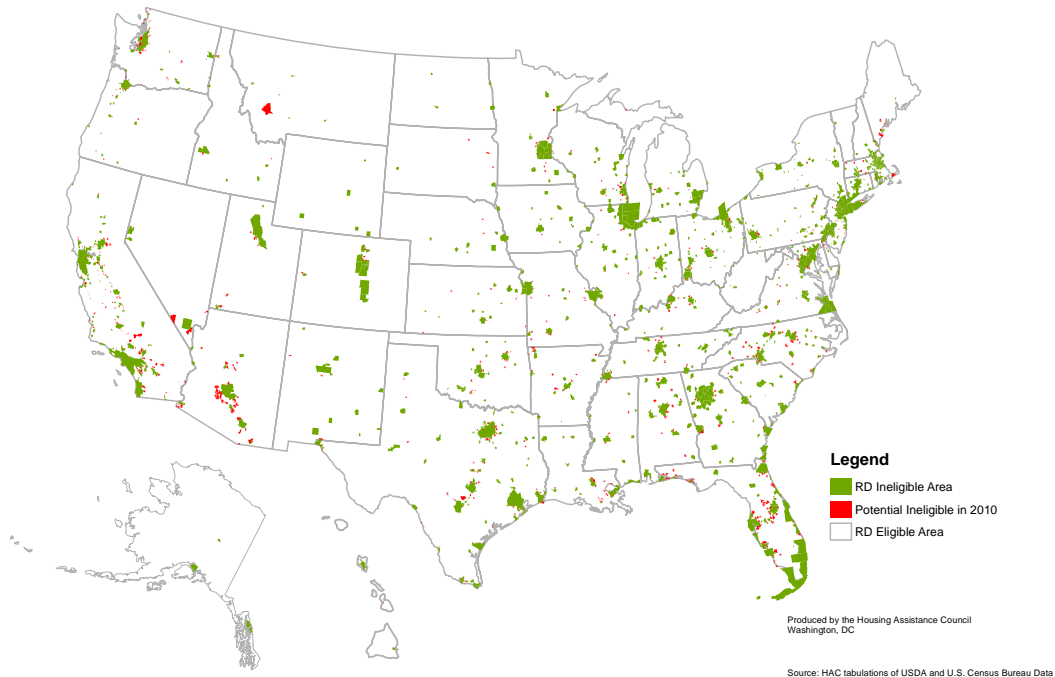 Legend
RD Ineligible Area
Potential Ineligible in 2010
RD Eligible Area
Produced by the Housing Assistance Council
Washington, DC
Source: HAC tabulations of USDA and U.S. Census Bureau Data